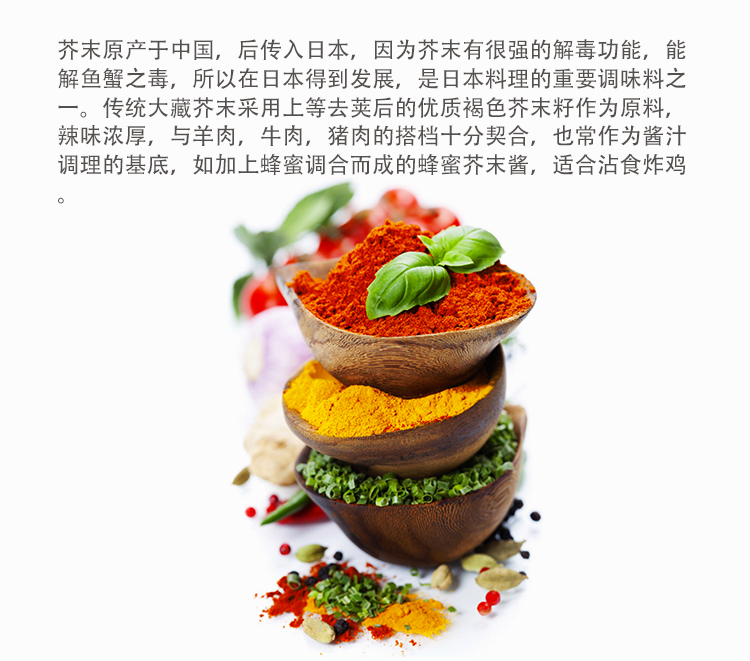 芥末原产于中国，后传入日本，因为芥末有很强的解毒功能，能
解鱼蟹之毒，所以在日本得到发展，是日本料理的重要调味料之
一。传统大藏芥末采用上等去荚后的优质褐色芥末籽作为原料，
辣味浓厚，与羊肉，牛肉，猪肉的搭档十分契合，也常作为酱汁
调理的基底，如加上蜂蜜调合而成的蜂蜜芥末酱，适合沾食炸鸡
。